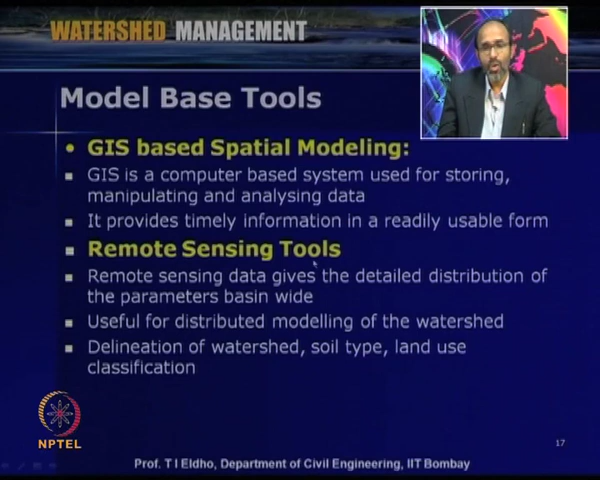 WATERSHED MANAGEMENT
Model Base Tools
GIS based Spatial Modeling:
GIS is a computer based system used for storing,
manipulating and analysing data
It provides timely information in a readily usable form
Remote Sensing Tools
Remote sensing data gives the detailed distribution of
the parameters basin wide
Useful for distributed modelling of the watershed
Delineation of watershed, soil type, land use
classification
NPTEL
17
Prof. T I Eldho, Department of Civil Engineering, IIT Bombay